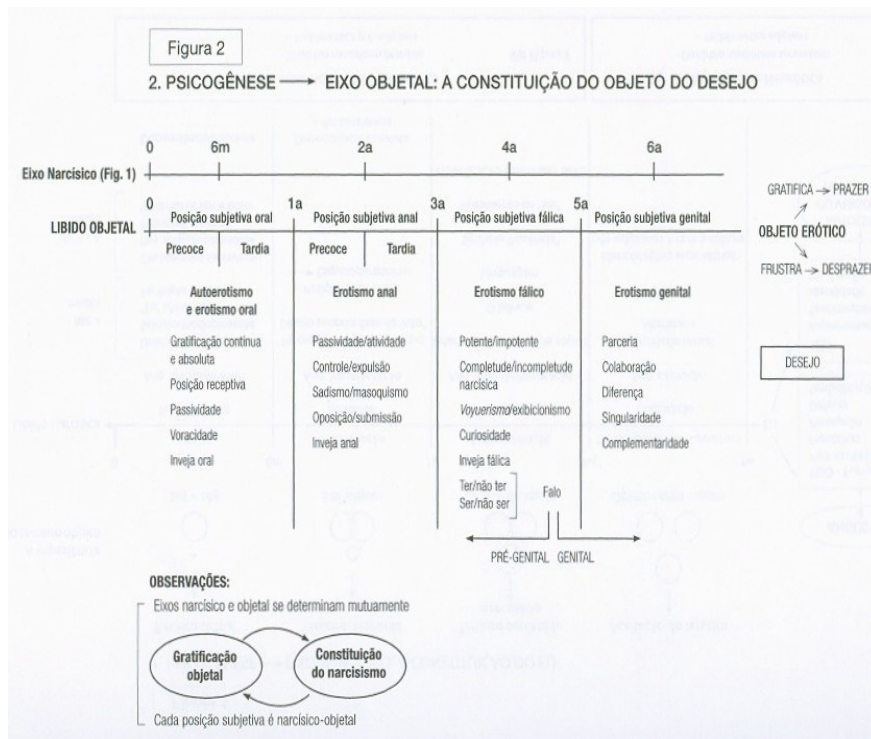 Figura 2
2. PSICOGÊNESE → EIXO OBJETAL: A CONSTITUIÇÃO DO OBJETO DO DESEJO
0 6m 2a 4a 6a
Eixo Narcísico (Fig. 1)
0 1a 3a 5a
Posição subjetiva oral Posição subjetiva anal Posição subjetiva fálica Posição subjetiva genital
LIBIDO OBJETAL
Precoce Tardia Precoce Tardia
GRATIFICA → PRAZER
OBJETO ERÓTICO
FRUSTRA → DESPRAZER
DESEJO
Autoerotismo
e erotismo oral
Gratificação contínua
e absoluta
Posição receptiva
Passividade
Voracidade
Inveja oral
Erotismo anal
Passividade/atividade
Controle/expulsão
Sadismo/masoquismo
Oposição/submissão
Inveja anal
Erotismo fálico
Potente/impotente
Completude/incompletude
narcísica
Voyuerismo/exibicionismo
Curiosidade
Inveja fálica
Ter/não ter
Ser/não ser
Falo
Erotismo genital
Parceria
Colaboração
Diferença
Singularidade
Complementaridade
PRÉ-GENITAL GENITAL
OBSERVAÇÕES:
Eixos narcísico e objetal se determinam mutuamente
Gratificação
objetal
Constituição
do narsisismo
Cada posição subjetiva é narcísico-objetal